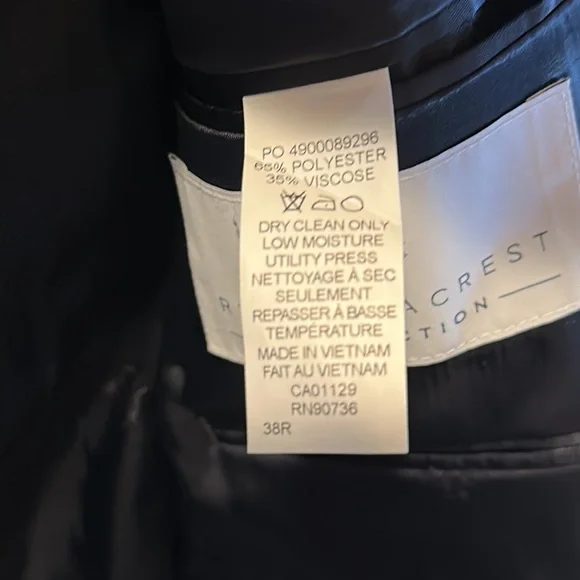 PO 4900089296
65% POLYESTER
35% VISCOSE
DRY CLEAN ONLY
LOW MOISTURE
UTILITY PRESS
NETTOYAGE À SEC
SEULEMENT
REPASSER À BASSE
TEMPÉRATURE
MADE IN VIETNAM
FAIT AU VIETNAM
CA01129
RN90736
38R
R ACREST
CTION